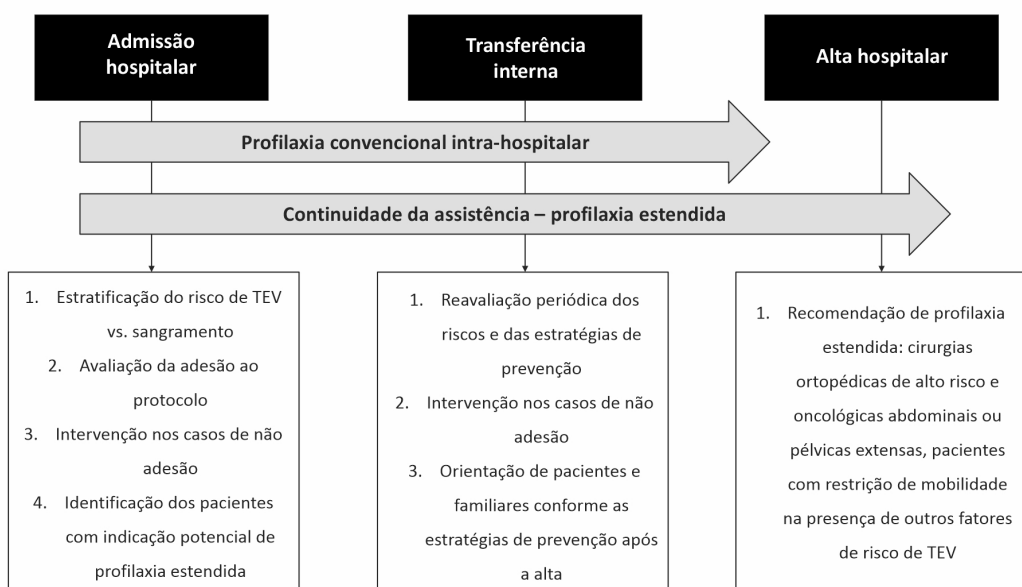 Admissão
hospitalar
Transferência
interna
Alta hospitalar
Profilaxia convencional intra-hospitalar
Continuidade da assistência – profilaxia estendida
1. Estratificação do risco de TEV
vs. sangramento
2. Avaliação da adesão ao
protocolo
3. Intervenção nos casos de não
adesão
4. Identificação dos pacientes
com indicação potencial de
profilaxia estendida
1. Reavaliação periódica dos
riscos e das estratégias de
prevenção
2. Intervenção nos casos de não
adesão
3. Orientação de pacientes e
familiares conforme as
estratégias de prevenção após
a alta
1. Recomendação de profilaxia
estendida: cirurgias
ortopédicas de alto risco e
oncológicas abdominais ou
pélvicas extensas, pacientes
com restrição de mobilidade
na presença de outros fatores
de risco de TEV